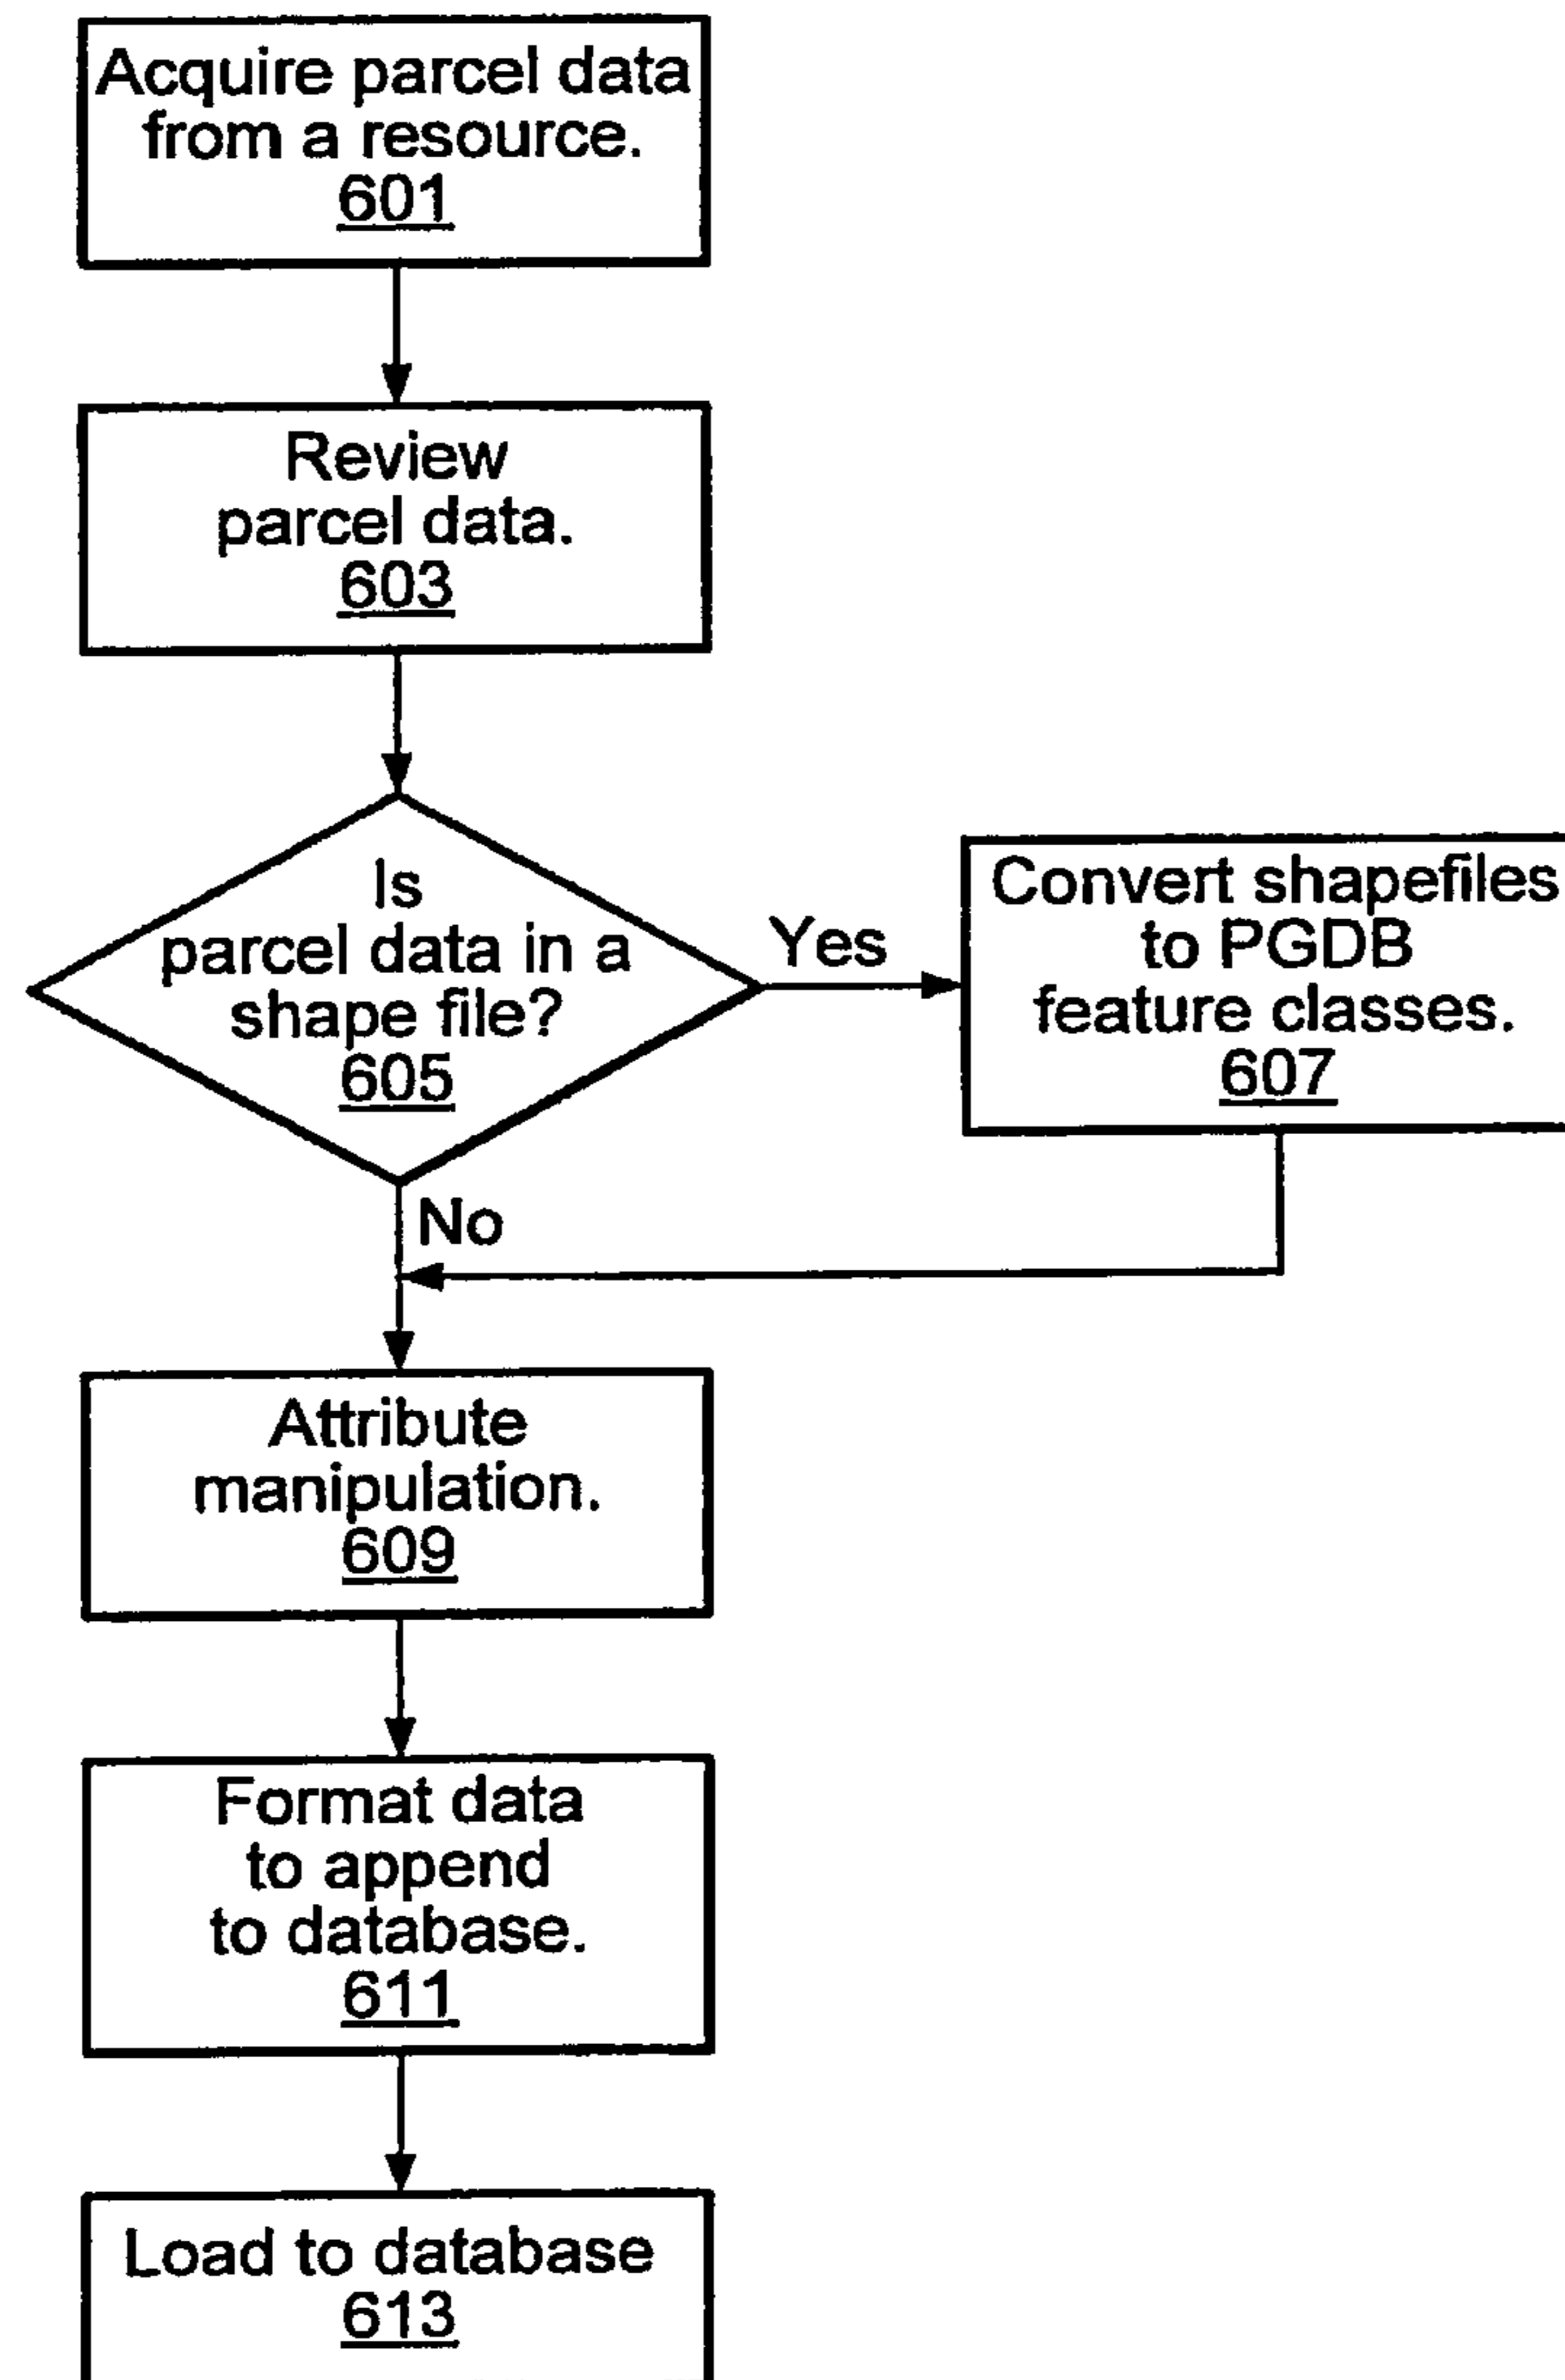 Acquire parcel data
from a resource.
601
Review
parcel data.
603
Is
parcel data in a
shape file?
605
Yes
Convert shapefiles
to PGDB
feature classes.
607
No
Attribute
manipulation.
609
Format data
to append
to database.
611
Load to database
613